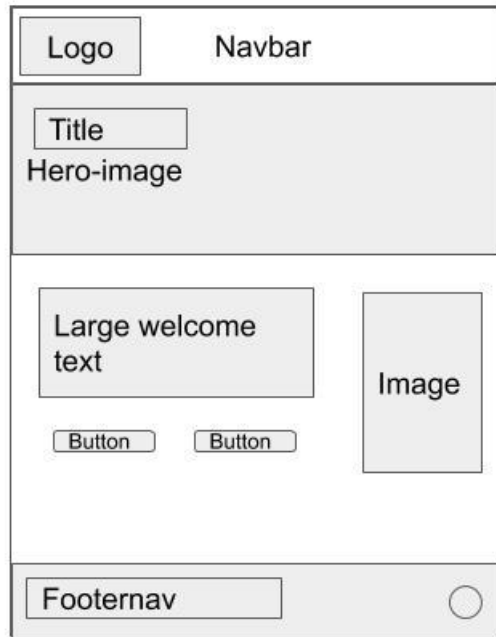 Logo
Navbar
Title
Hero-image
Large welcome
text
Image
Button
Button
Footernav